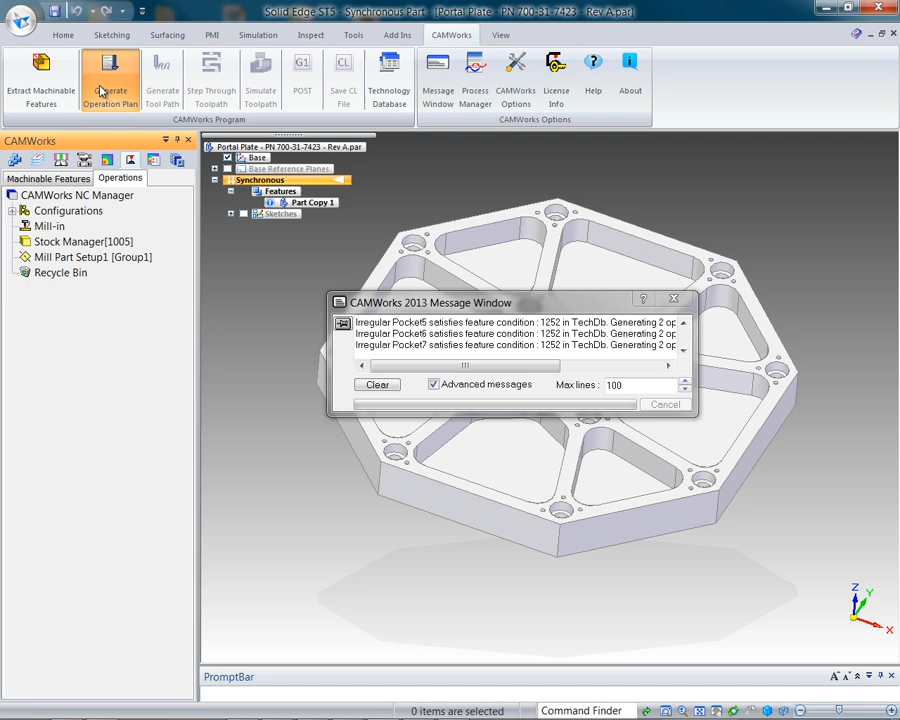 Solid Edge ST5 - Synchronous Part - [Portal Plate - PN 700-31-7423 - Rev A.par]
Home Sketching Surfacing PMI Simulation Inspect Tools Add Ins CAMWorks View
Extract Machinable Features
Generate Operation Plan
Generate Tool Path
Step Through Toolpath
Simulate Toolpath
G1
POST
CL
Save CL File
Technology Database
Message Window
Process Manager
CAMWorks Options
License Info
Help
About
CAMWorks Program
CAMWorks Options
CAMWorks
Machinable Features Operations
CAMWorks NC Manager
Configurations
Mill-in
Stock Manager[1005]
Mill Part Setup1 [Group1]
Recycle Bin
Portal Plate - PN 700-31-7423 - Rev A.par
Base
Base Reference Planes
Synchronous
Features
Part Copy 1
Sketches
CAMWorks 2013 Message Window
Irregular Pocket5 satisfies feature condition : 1252 in TechDb. Generating 2 op
Irregular Pocket6 satisfies feature condition : 1252 in TechDb. Generating 2 op
Irregular Pocket7 satisfies feature condition : 1252 in TechDb. Generating 2 op
Clear
Advanced messages
Max lines : 100
Cancel
Z
Y
X
PromptBar
0 items are selected
Command Finder